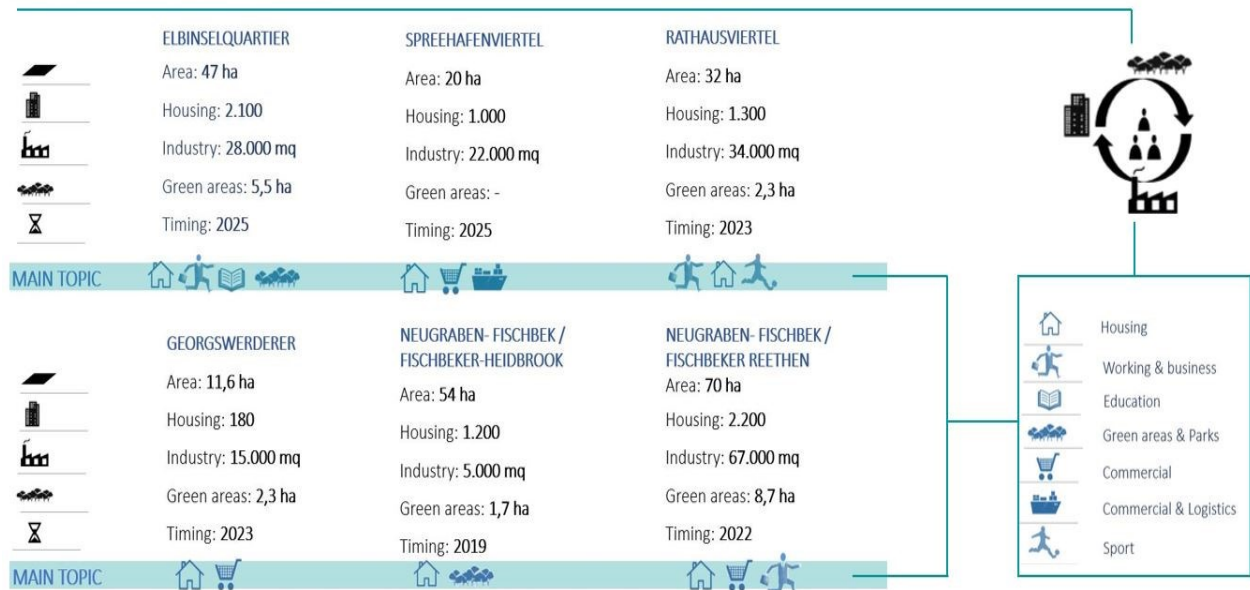 ELBINSELQUARTIER
Area: 47 ha
Housing: 2.100
Industry: 28.000 mq
Green areas: 5,5 ha
Timing: 2025
SPREEHAFENVIERTEL
Area: 20 ha
Housing: 1.000
Industry: 22.000 mq
Green areas: -
Timing: 2025
RATHAUSVIERTEL
Area: 32 ha
Housing: 1.300
Industry: 34.000 mq
Green areas: 2,3 ha
Timing: 2023
MAIN TOPIC
GEORGSWERDERER
Area: 11,6 ha
Housing: 180
Industry: 15.000 mq
Green areas: 2,3 ha
Timing: 2023
NEUGRABEN- FISCHBEK /
FISCHBEKER-HEIDBROOK
Area: 54 ha
Housing: 1.200
Industry: 5.000 mq
Green areas: 1,7 ha
Timing: 2019
NEUGRABEN- FISCHBEK /
FISCHBEKER REETHEN
Area: 70 ha
Housing: 2.200
Industry: 67.000 mq
Green areas: 8,7 ha
Timing: 2022
MAIN TOPIC
Housing
Working & business
Education
Green areas & Parks
Commercial
Commercial & Logistics
Sport